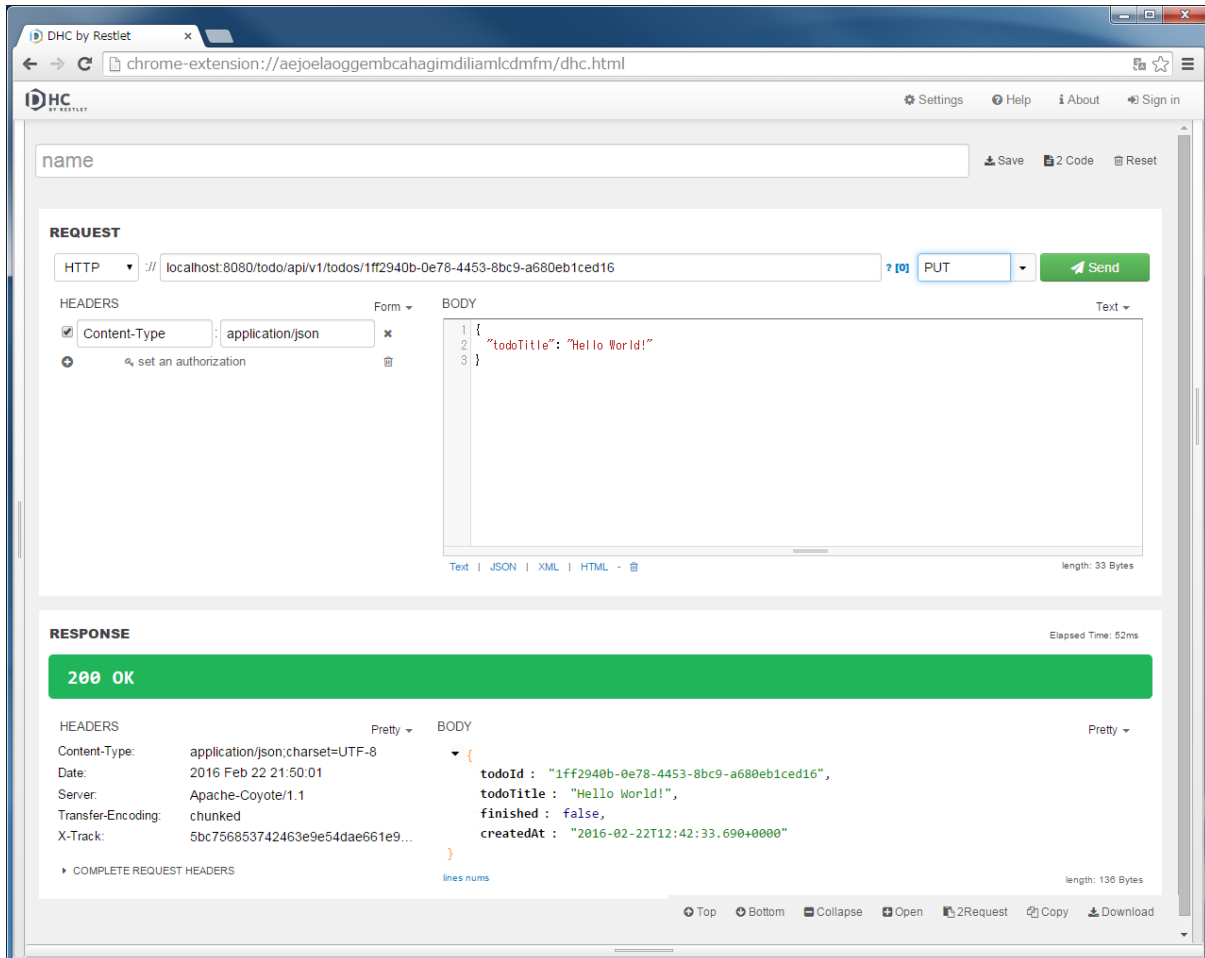 DHC by Restlet
chrome-extension://aejoelaoggembcahagimdiliamlcdmfm/dhc.html
DHC
BY RESTLET
Settings Help About Sign in
name
Save 2 Code Reset
REQUEST
HTTP :// localhost:8080/todo/api/v1/todos/1ff2940b-0e78-4453-8bc9-a680eb1ced16 ? [0] PUT Send
HEADERS Form
Content-Type : application/json
set an authorization
BODY Text
1 {
2 "todoTitle": "Hello World!"
3 }
Text | JSON | XML | HTML - length: 33 Bytes
RESPONSE Elapsed Time: 52ms
200 OK
HEADERS Pretty
Content-Type: application/json;charset=UTF-8
Date: 2016 Feb 22 21:50:01
Server: Apache-Coyote/1.1
Transfer-Encoding: chunked
X-Track: 5bc756853742463e9e54dae661e9...
COMPLETE REQUEST HEADERS
BODY Pretty
{
todoId : "1ff2940b-0e78-4453-8bc9-a680eb1ced16",
todoTitle : "Hello World!",
finished : false,
createdAt : "2016-02-22T12:42:33.690+0000"
}
lines nums length: 136 Bytes
Top Bottom Collapse Open 2Request Copy Download